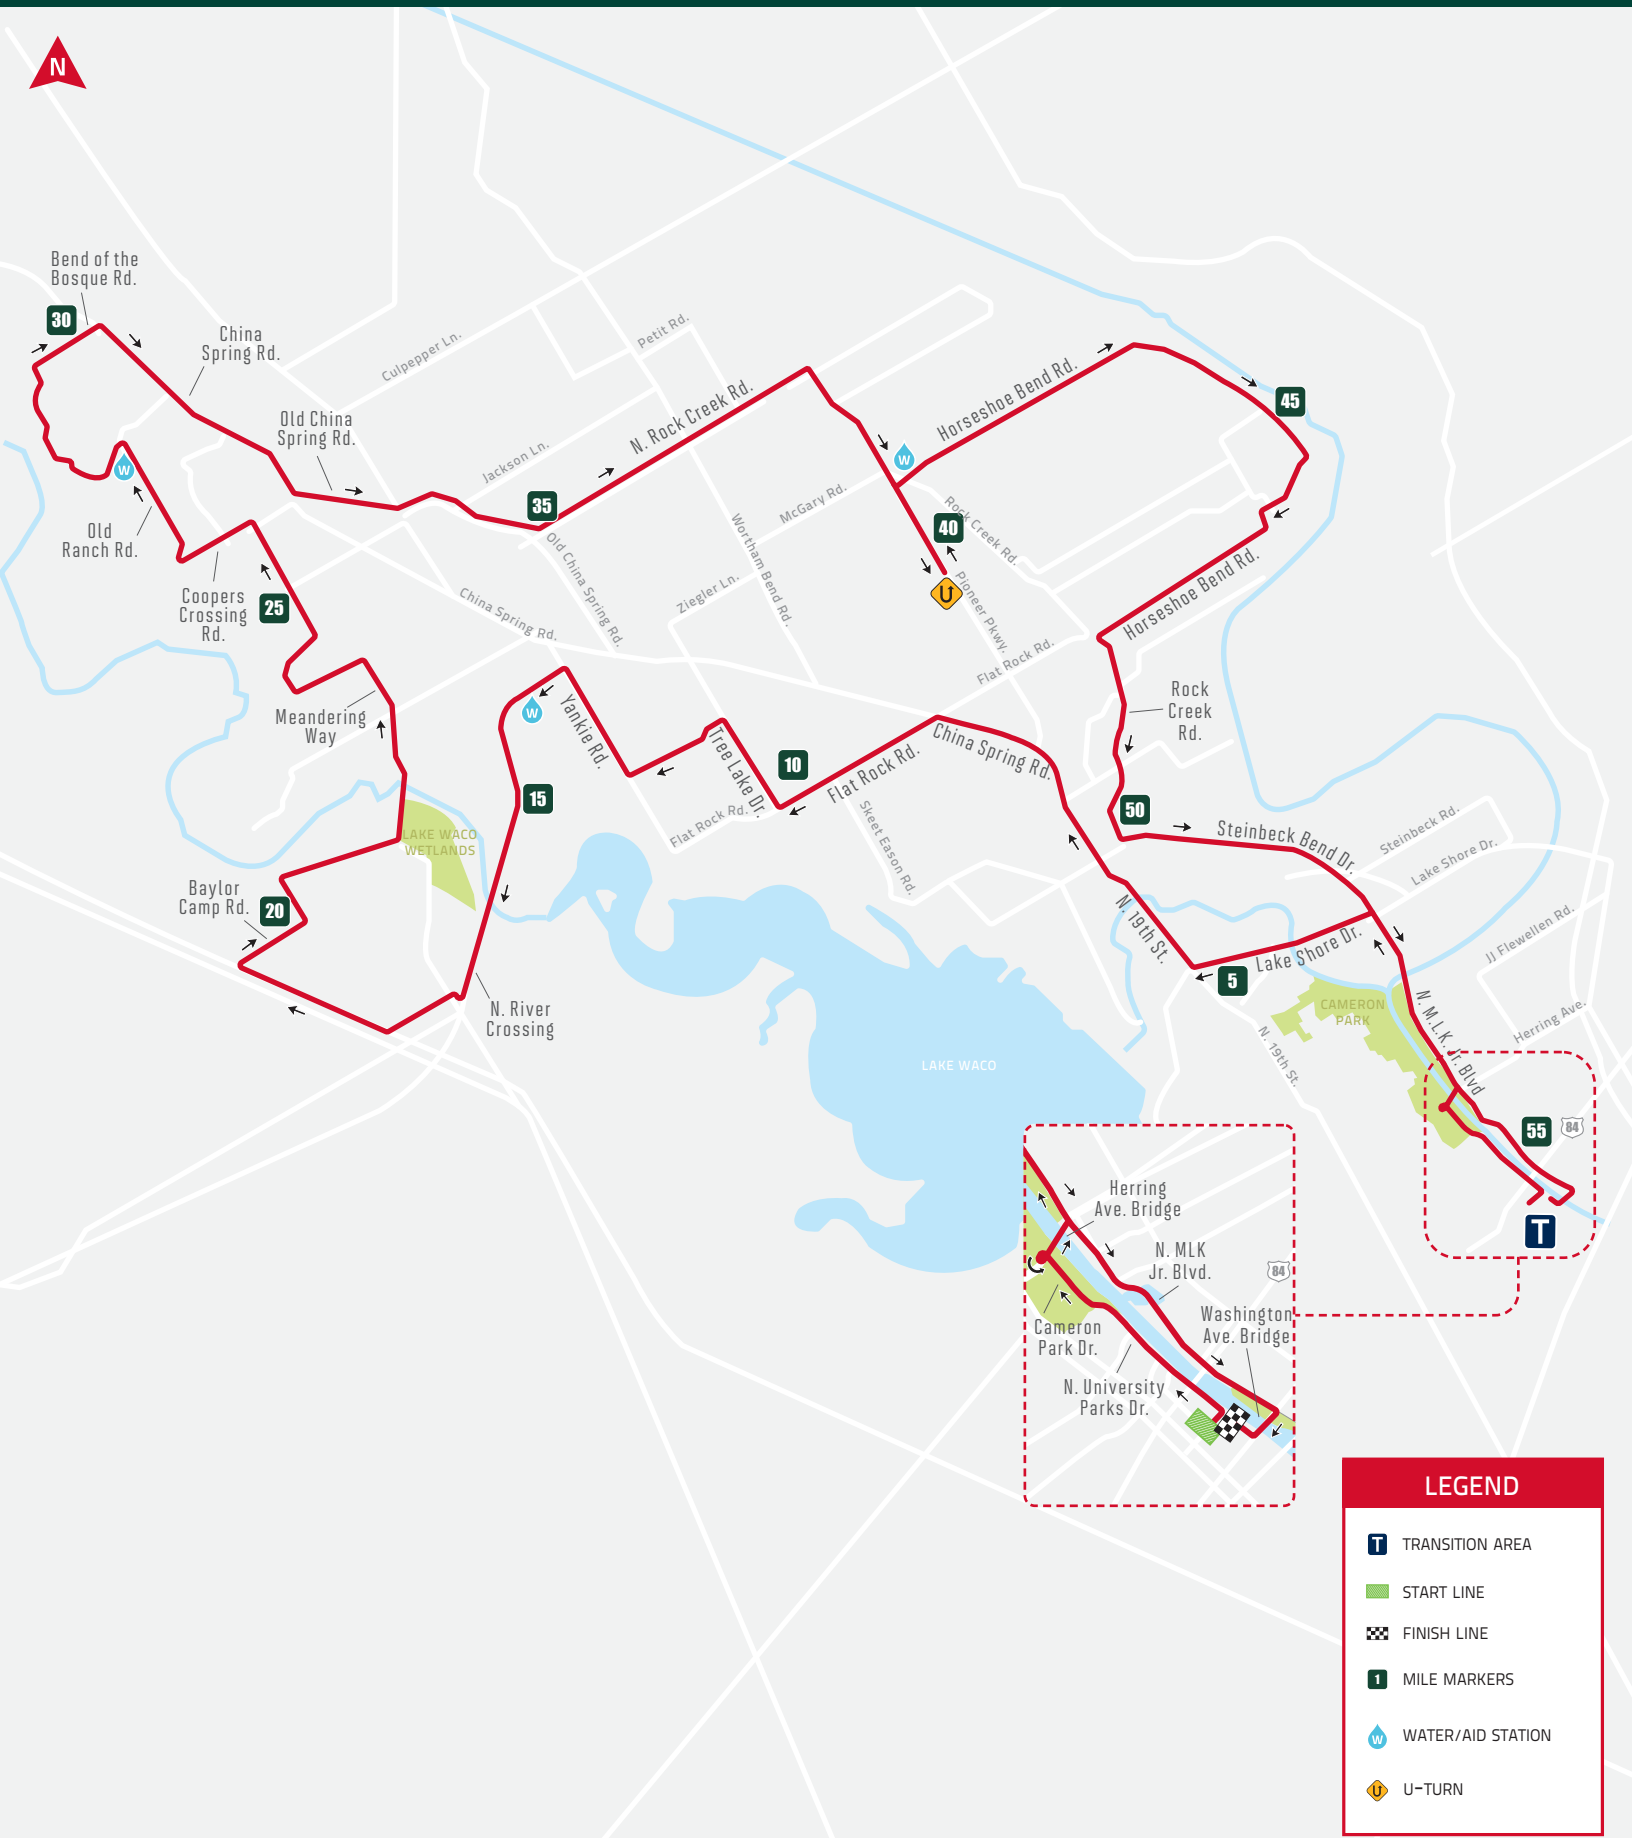 N
Bend of the
Bosque Rd.
30
China
Spring Rd.
Culpepper Ln.
Petit Rd.
Old China
Spring Rd.
Jackson Ln.
N. Rock Creek Rd.
35
W
Old
Ranch Rd.
Coopers
Crossing
Rd.
25
Meandering
Way
China Spring Rd.
Old China Spring Rd.
Ziegler Ln.
Wortham Bend Rd.
McGary Rd.
W
Horseshoe Bend Rd.
45
Rock Creek Rd.
40
Pioneer Pkwy.
Flat Rock Rd.
Horseshoe Bend Rd.
Rock
Creek
Rd.
W
Yankie Rd.
15
Tree Lake Dr.
10
Flat Rock Rd.
Flat Rock Rd.
China Spring Rd.
Skeet Eason Rd.
50
Steinbeck Bend Dr.
Steinbeck Rd.
Lake Shore Dr.
LAKE WACO
WETLANDS
Baylor
Camp Rd.
20
N. River
Crossing
N. 19th St.
Lake Shore Dr.
5
JJ Flewellen Rd.
Herring Ave.
CAMERON
PARK
N. M.L.K. Jr. Blvd
N. 19th St.
LAKE WACO
55
84
T
Herring
Ave. Bridge
N. MLK
Jr. Blvd.
84
Washington
Ave. Bridge
Cameron
Park Dr.
N. University
Parks Dr.
LEGEND
T TRANSITION AREA
START LINE
FINISH LINE
1 MILE MARKERS
W WATER/AID STATION
U-TURN